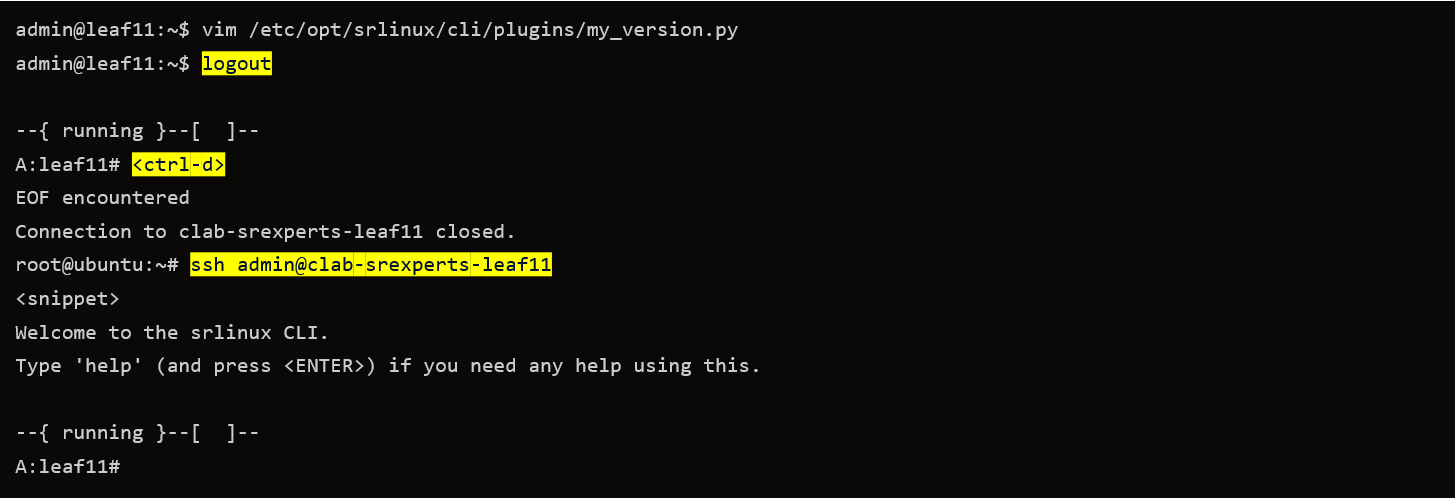 admin@leaf11:~$ vim /etc/opt/srlinux/cli/plugins/my_version.py
admin@leaf11:~$ logout
--{ running }--[  ]--
A:leaf11# <ctrl-d>
EOF encountered
Connection to clab-srexperts-leaf11 closed.
root@ubuntu:~# ssh admin@clab-srexperts-leaf11
<snippet>
Welcome to the srlinux CLI.
Type 'help' (and press <ENTER>) if you need any help using this.
--{ running }--[  ]--
A:leaf11#